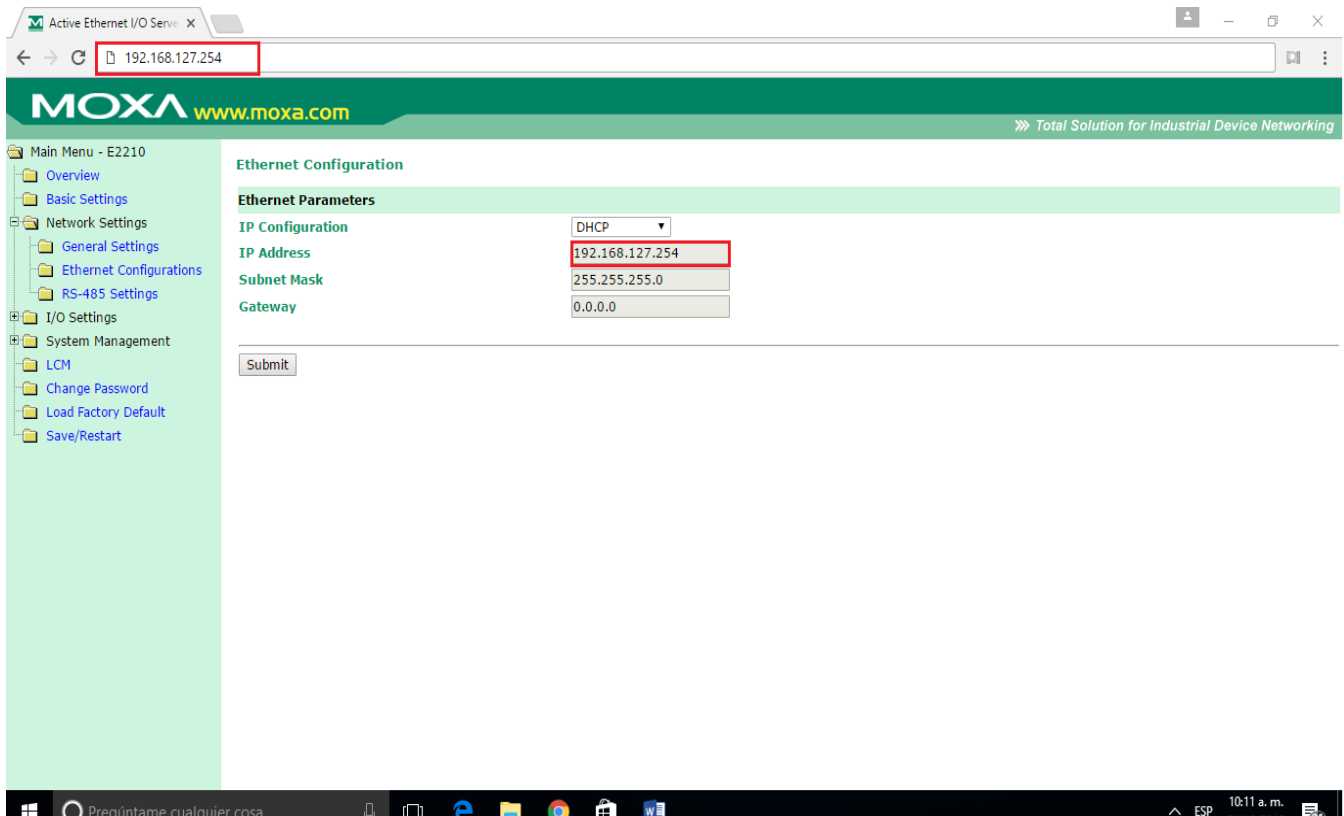 Active Ethernet I/O Serve
192.168.127.254
MOXA www.moxa.com
Total Solution for Industrial Device Networking
Main Menu - E2210
Overview
Basic Settings
Network Settings
General Settings
Ethernet Configurations
RS-485 Settings
I/O Settings
System Management
LCM
Change Password
Load Factory Default
Save/Restart
Ethernet Configuration
Ethernet Parameters
IP Configuration DHCP
IP Address 192.168.127.254
Subnet Mask 255.255.255.0
Gateway 0.0.0.0
Submit
Pregúntame cualquier cosa
ESP
10:11 a. m.